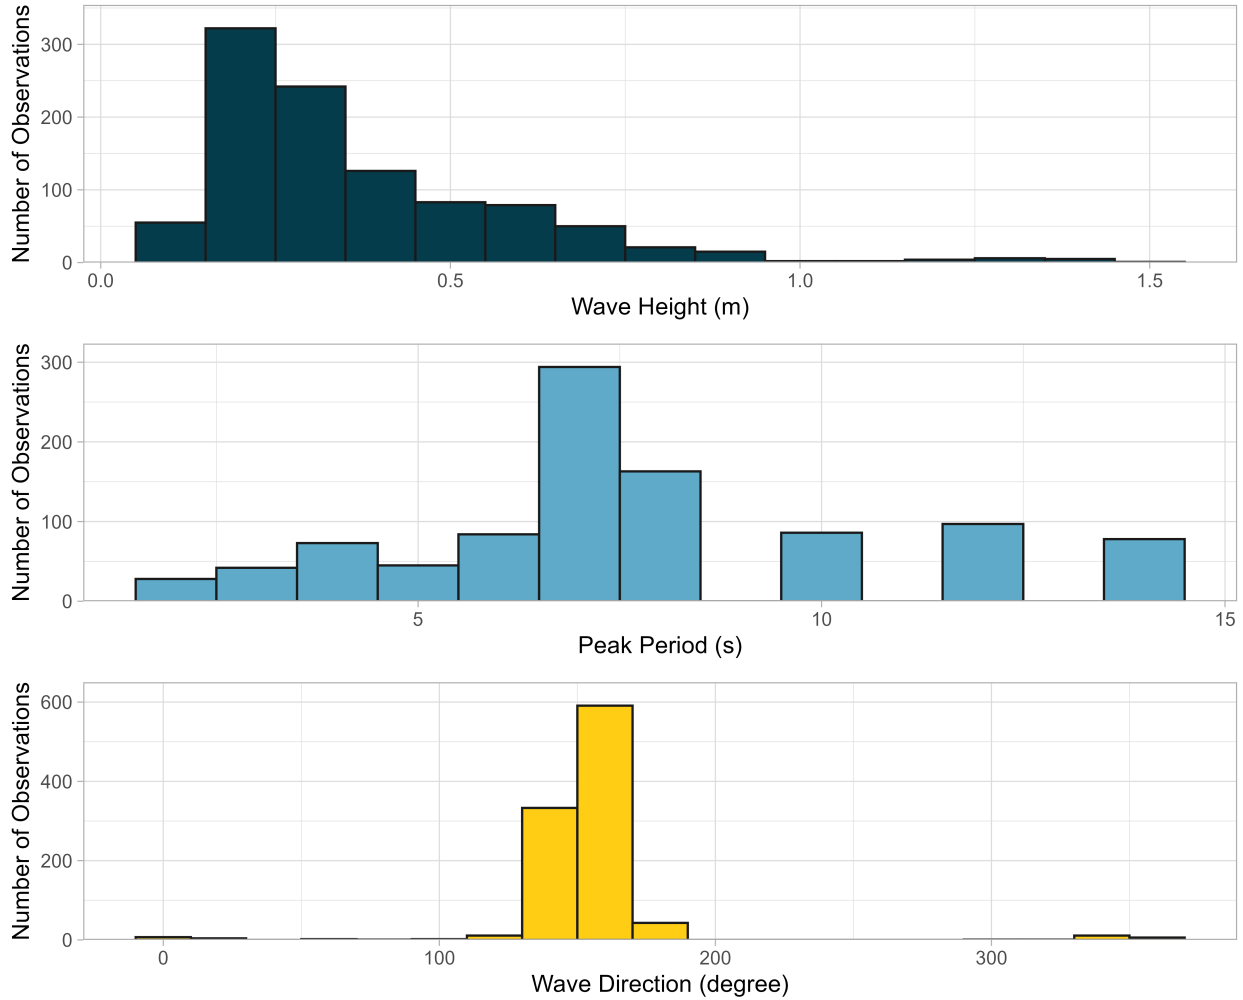 Number of Observations
300
200
100
0
0.0 0.5 1.0 1.5
Wave Height (m)
Number of Observations
300
200
100
0
5 10 15
Peak Period (s)
Number of Observations
600
400
200
0
0 100 200 300
Wave Direction (degree)